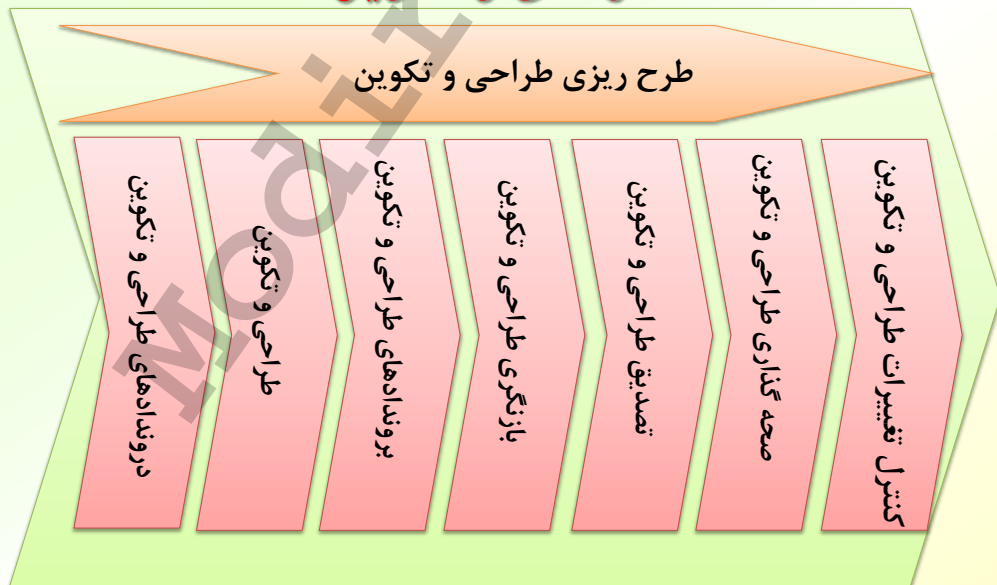 طرح ریزی طراحی و تکوین
دروندادهای طراحی و تکوین
طراحی و تکوین
بروندادهای طراحی و تکوین
بازنگری طراحی و تکوین
تصدیق طراحی و تکوین
صحه گذاری طراحی و تکوین
کنترل تغییرات طراحی و تکوین
Modir